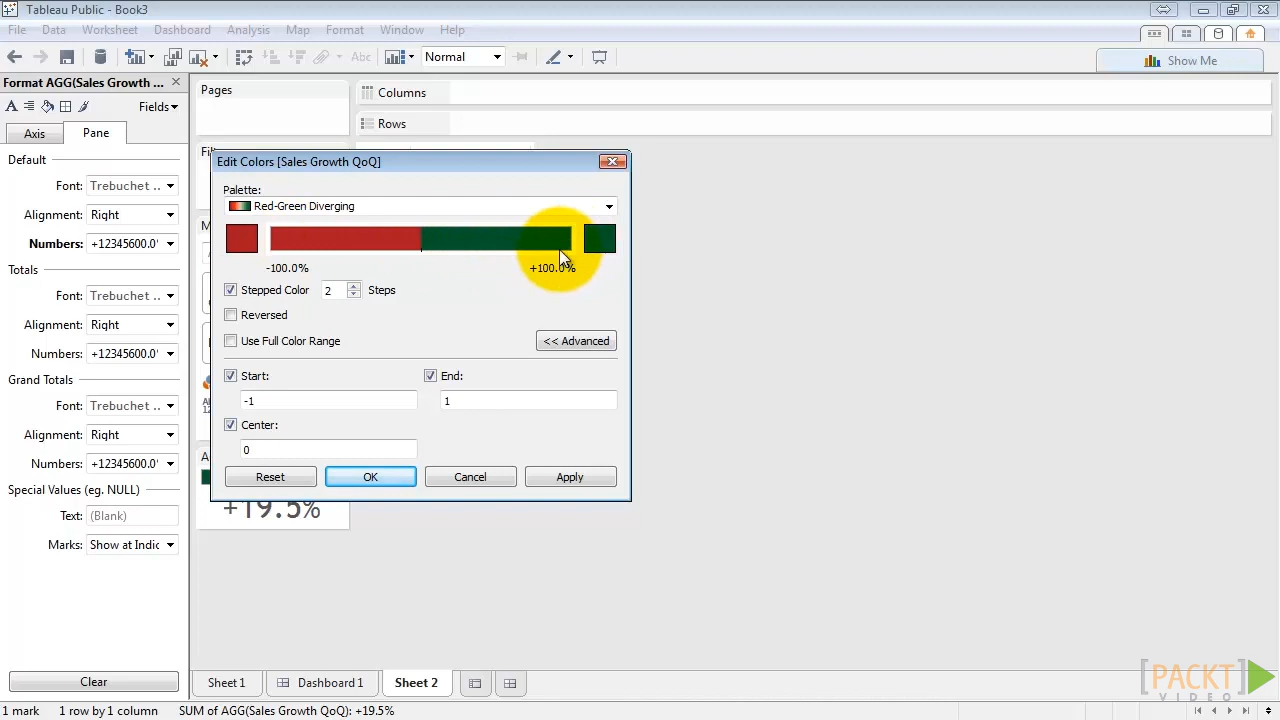 Tableau Public - Book3
File Data Worksheet Dashboard Analysis Map Format Window Help
Abc Normal Show Me
Format AGG(Sales Growth ...
Fields
Axis Pane
Default
Font: Trebuchet ..
Alignment: Right
Numbers: +12345600.0
Totals
Font: Trebuchet ..
Alignment: Right
Numbers: +12345600.0
Grand Totals
Font: Trebuchet ..
Alignment: Right
Numbers: +12345600.0
Special Values (eg. NULL)
Text: (Blank)
Marks: Show at Indic
Clear
Pages
Columns
Rows
Edit Colors [Sales Growth QoQ]
Palette:
Red-Green Diverging
-100.0% +100.0%
Stepped Color 2 Steps
Reversed
Use Full Color Range << Advanced
Start: End:
-1 1
Center:
0
Reset OK Cancel Apply
+19.5%
Sheet 1 Dashboard 1 Sheet 2
1 mark 1 row by 1 column SUM of AGG(Sales Growth QoQ): +19.5%
[PACKT]
VIDEO